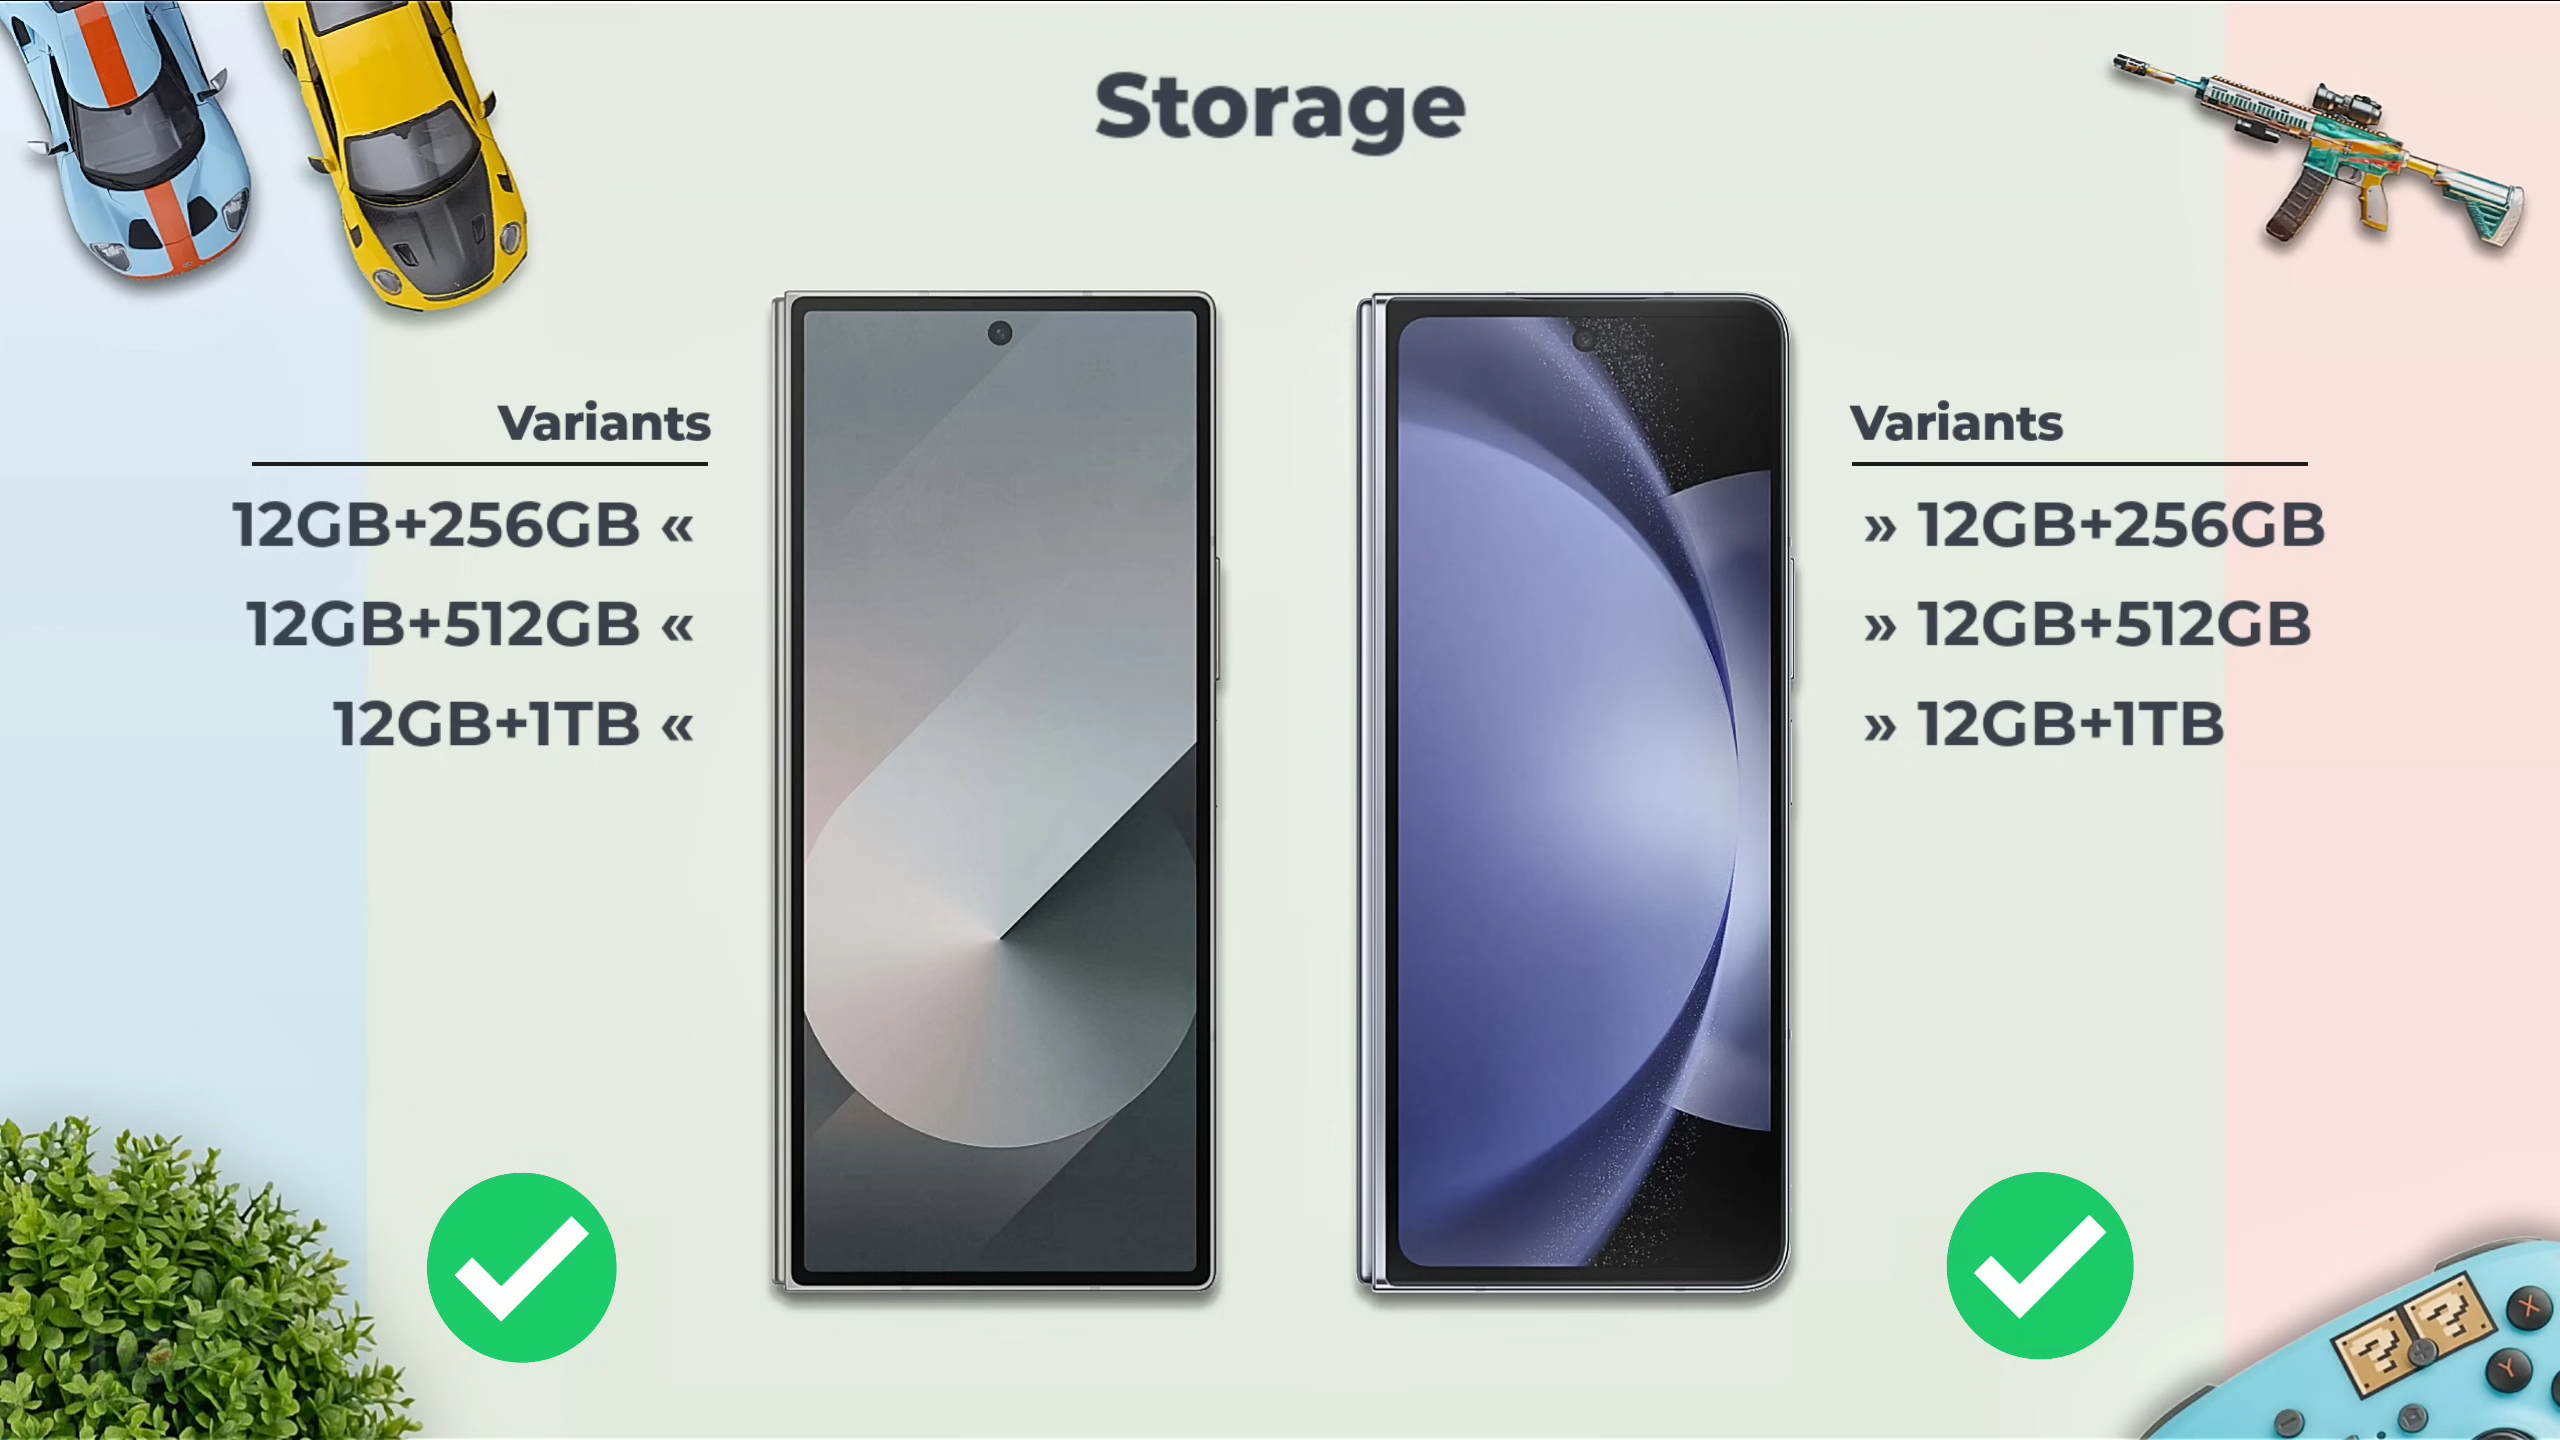 Storage
Variants
12GB+256GB «
12GB+512GB «
12GB+1TB «
Variants
» 12GB+256GB
» 12GB+512GB
» 12GB+1TB
X
Y